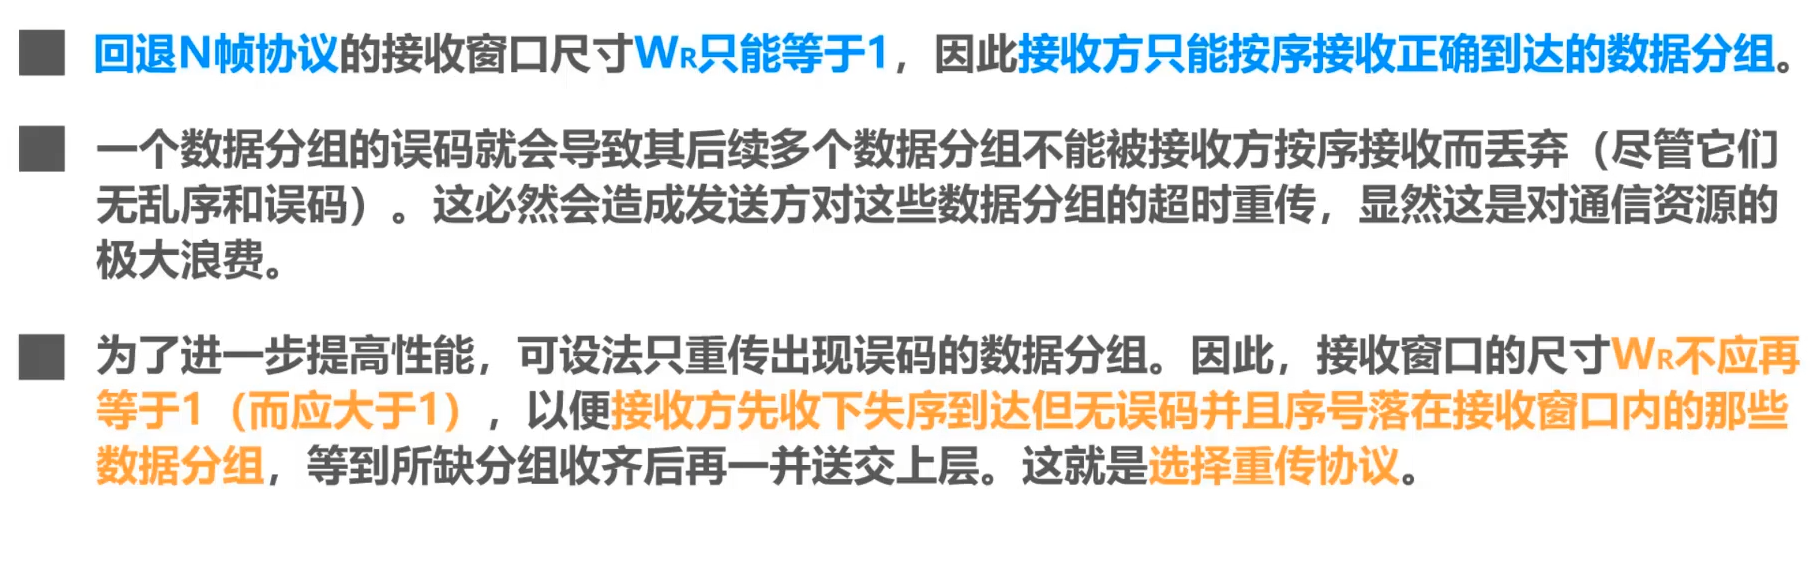 回退N帧协议的接收窗口尺寸WR只能等于1，因此接收方只能按序接收正确到达的数据分组。
一个数据分组的误码就会导致其后续多个数据分组不能被接收方按序接收而丢弃（尽管它们
无乱序和误码）。这必然会造成发送方对这些数据分组的超时重传，显然这是对通信资源的
极大浪费。
为了进一步提高性能，可设法只重传出现误码的数据分组。因此，接收窗口的尺寸WR不应再
等于1（而应大于1），以便接收方先收下失序到达但无误码并且序号落在接收窗口内的那些
数据分组，等到所缺分组收齐后再一并送交上层。这就是选择重传协议。